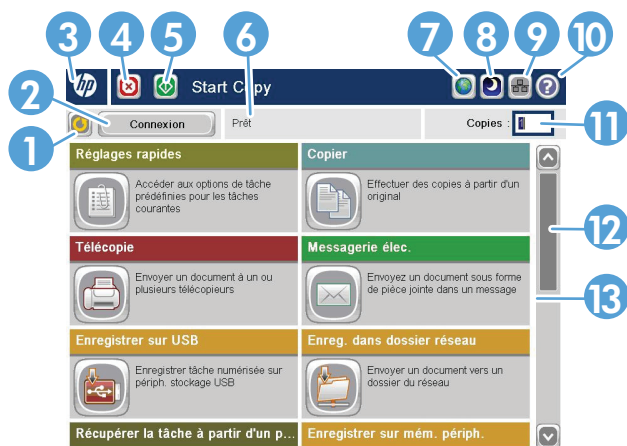 3 4 5 6 7 8 9 10
hp Start Copy ?
2 Connexion Prêt Copies : 1 11
1
Réglages rapides
Accéder aux options de tâche
prédéfinies pour les tâches
courantes
Copier
Effectuer des copies à partir d'un
original
12
Télécopie
Envoyer un document à un ou
plusieurs télécopieurs
Messagerie élec.
Envoyez un document sous forme
de pièce jointe dans un message
13
Enregistrer sur USB
Enregistrer tâche numérisée sur
périph. stockage USB
Enreg. dans dossier réseau
Envoyer un document vers un
dossier du réseau
Récupérer la tâche à partir d'un p...
Enregistrer sur mém. périph.